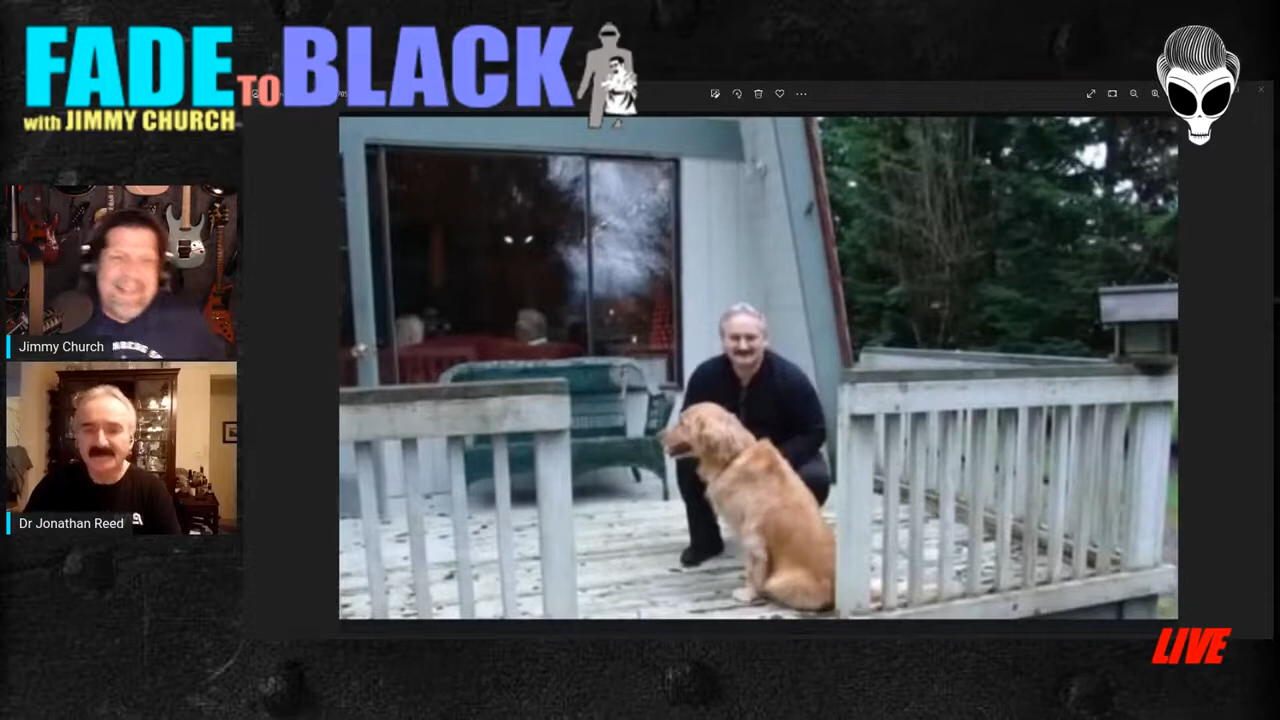 FADE TO BLACK
with JIMMY CHURCH
Jimmy Church
Dr Jonathan Reed
LIVE